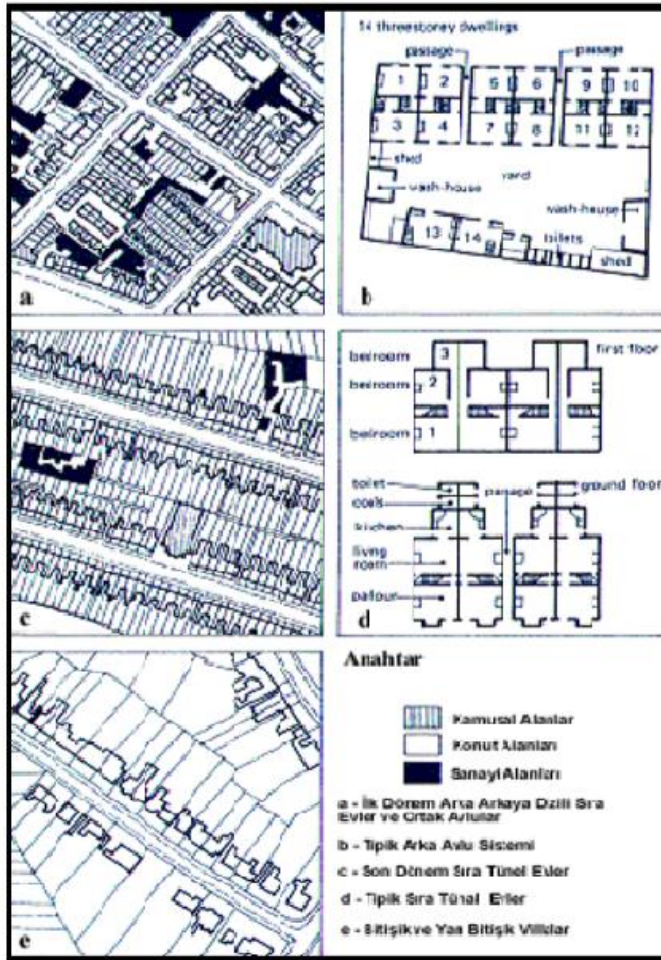 a
14 threestoney dwellings
passage
passage
1
2
5
6
9
10
3
4
7
8
11
12
shed
yard
wash-house
wash-house
13
14
toilets
shed
b
c
bedroom
3
first floor
bedroom
2
bedroom
1
toilet
passage
ground floor
coals
kitchen
living
room
parlour
d
e
Anahtar
Kamusal Alanlar
Konut Alanları
Sanayi Alanları
a - İlk Dönem Arka Arkaya Dizili Sıra
Evler ve Ortak Avlular
b - Tipik Arka Avlu Sistemi
c - Son Dönem Sıra Tünel Evler
d - Tipik Sıra Tünel Evler
e - Bitişik ve Yarı Bitişik Villalar